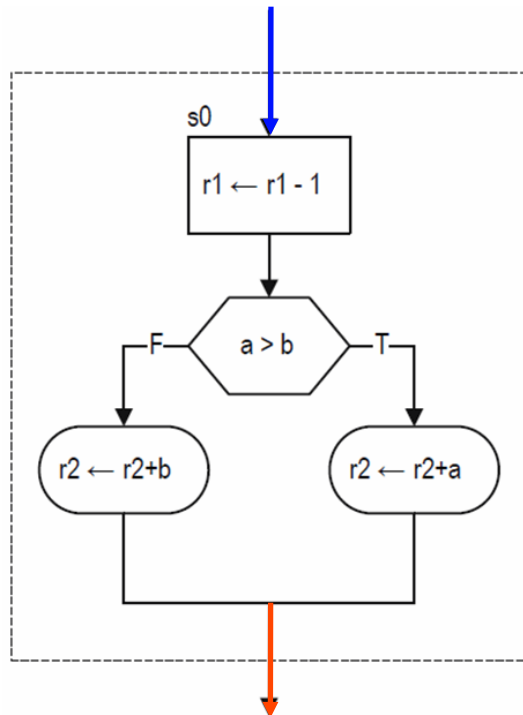 s0
r1 ← r1 - 1
a > b
F
T
r2 ← r2+b
r2 ← r2+a